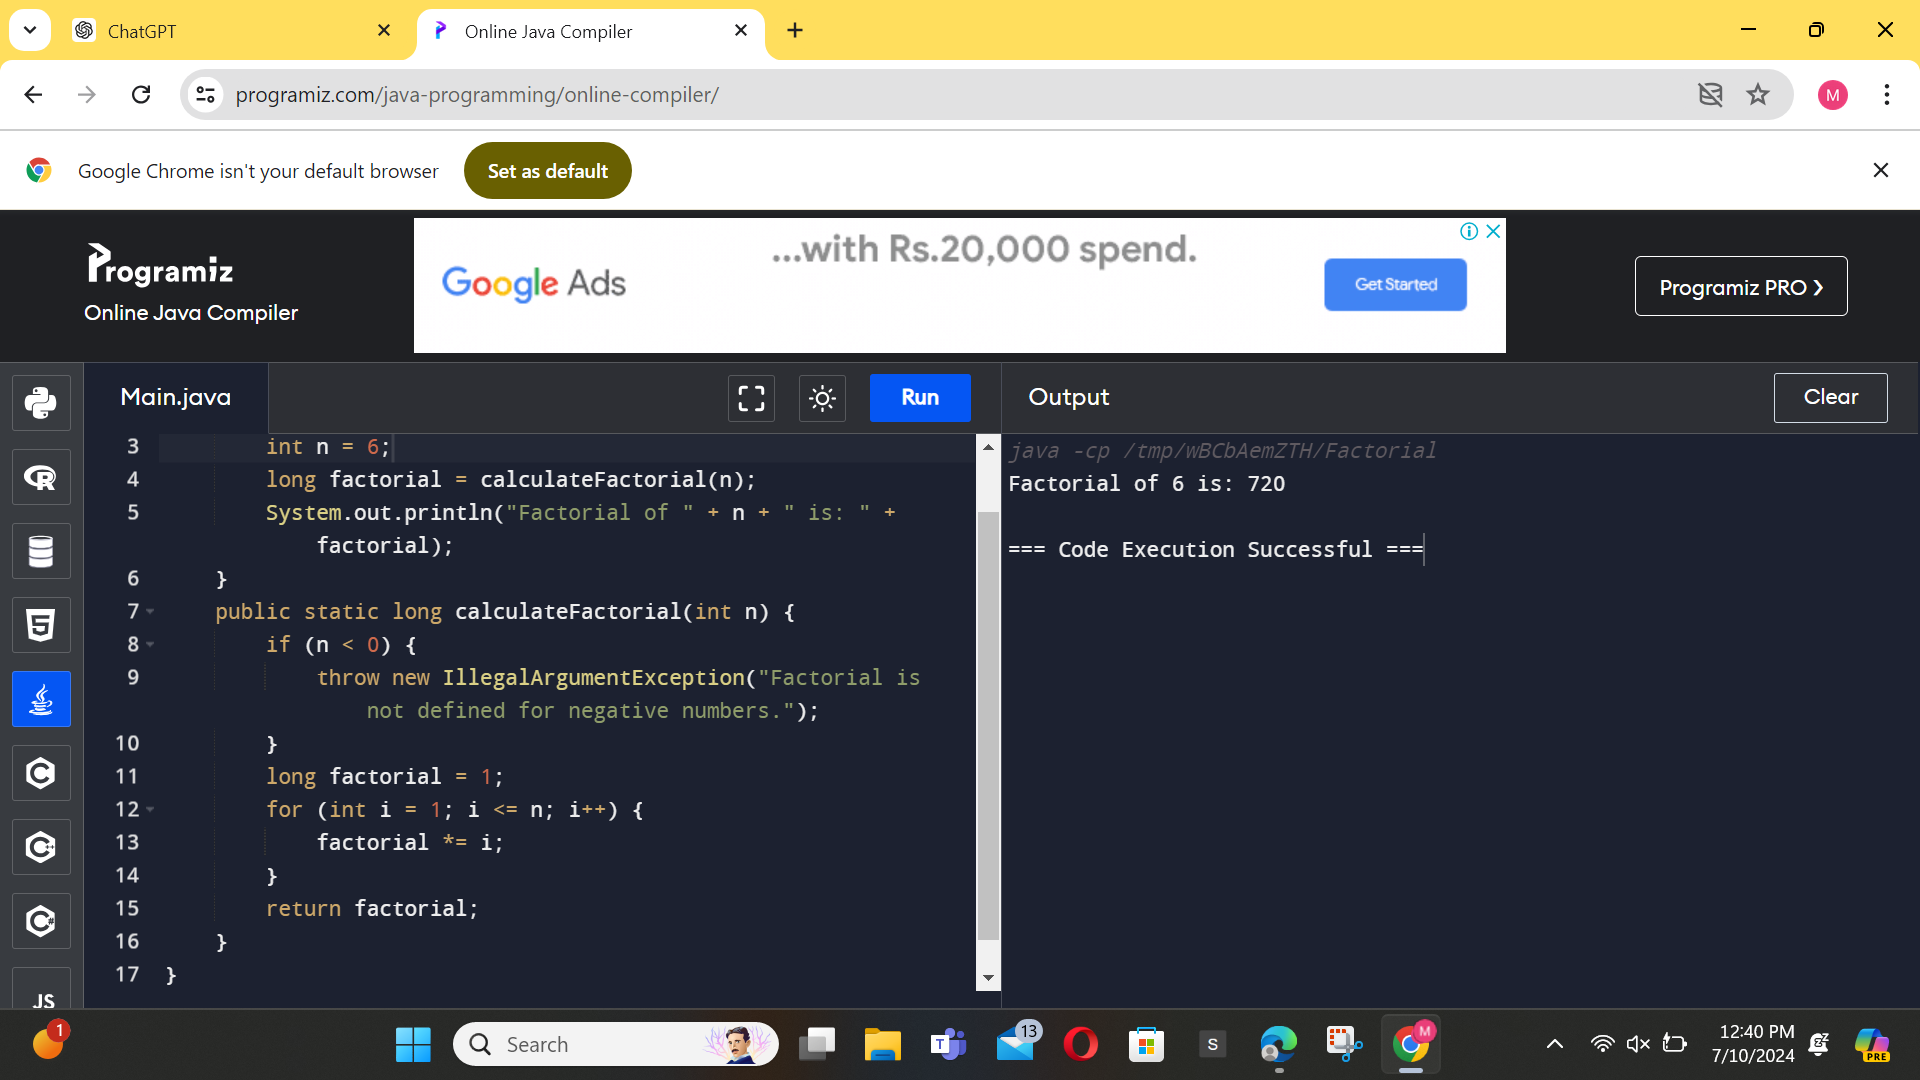 ChatGPT
Online Java Compiler
programiz.com/java-programming/online-compiler/
M
Google Chrome isn't your default browser
Set as default
Programiz
Online Java Compiler
...with Rs.20,000 spend.
Google Ads
Get Started
Programiz PRO ❯
Main.java
Run
Output
Clear
3 int n = 6;
4 long factorial = calculateFactorial(n);
5 System.out.println("Factorial of " + n + " is: " +
factorial);
6 }
7 public static long calculateFactorial(int n) {
8 if (n < 0) {
9 throw new IllegalArgumentException("Factorial is
not defined for negative numbers.");
10 }
11 long factorial = 1;
12 for (int i = 1; i <= n; i++) {
13 factorial *= i;
14 }
15 return factorial;
16 }
17 }
java -cp /tmp/wBCbAemZTH/Factorial
Factorial of 6 is: 720
=== Code Execution Successful ===
R
5
C
C++
C#
JS
1
Search
T
13
S
M
12:40 PM
7/10/2024
PRE